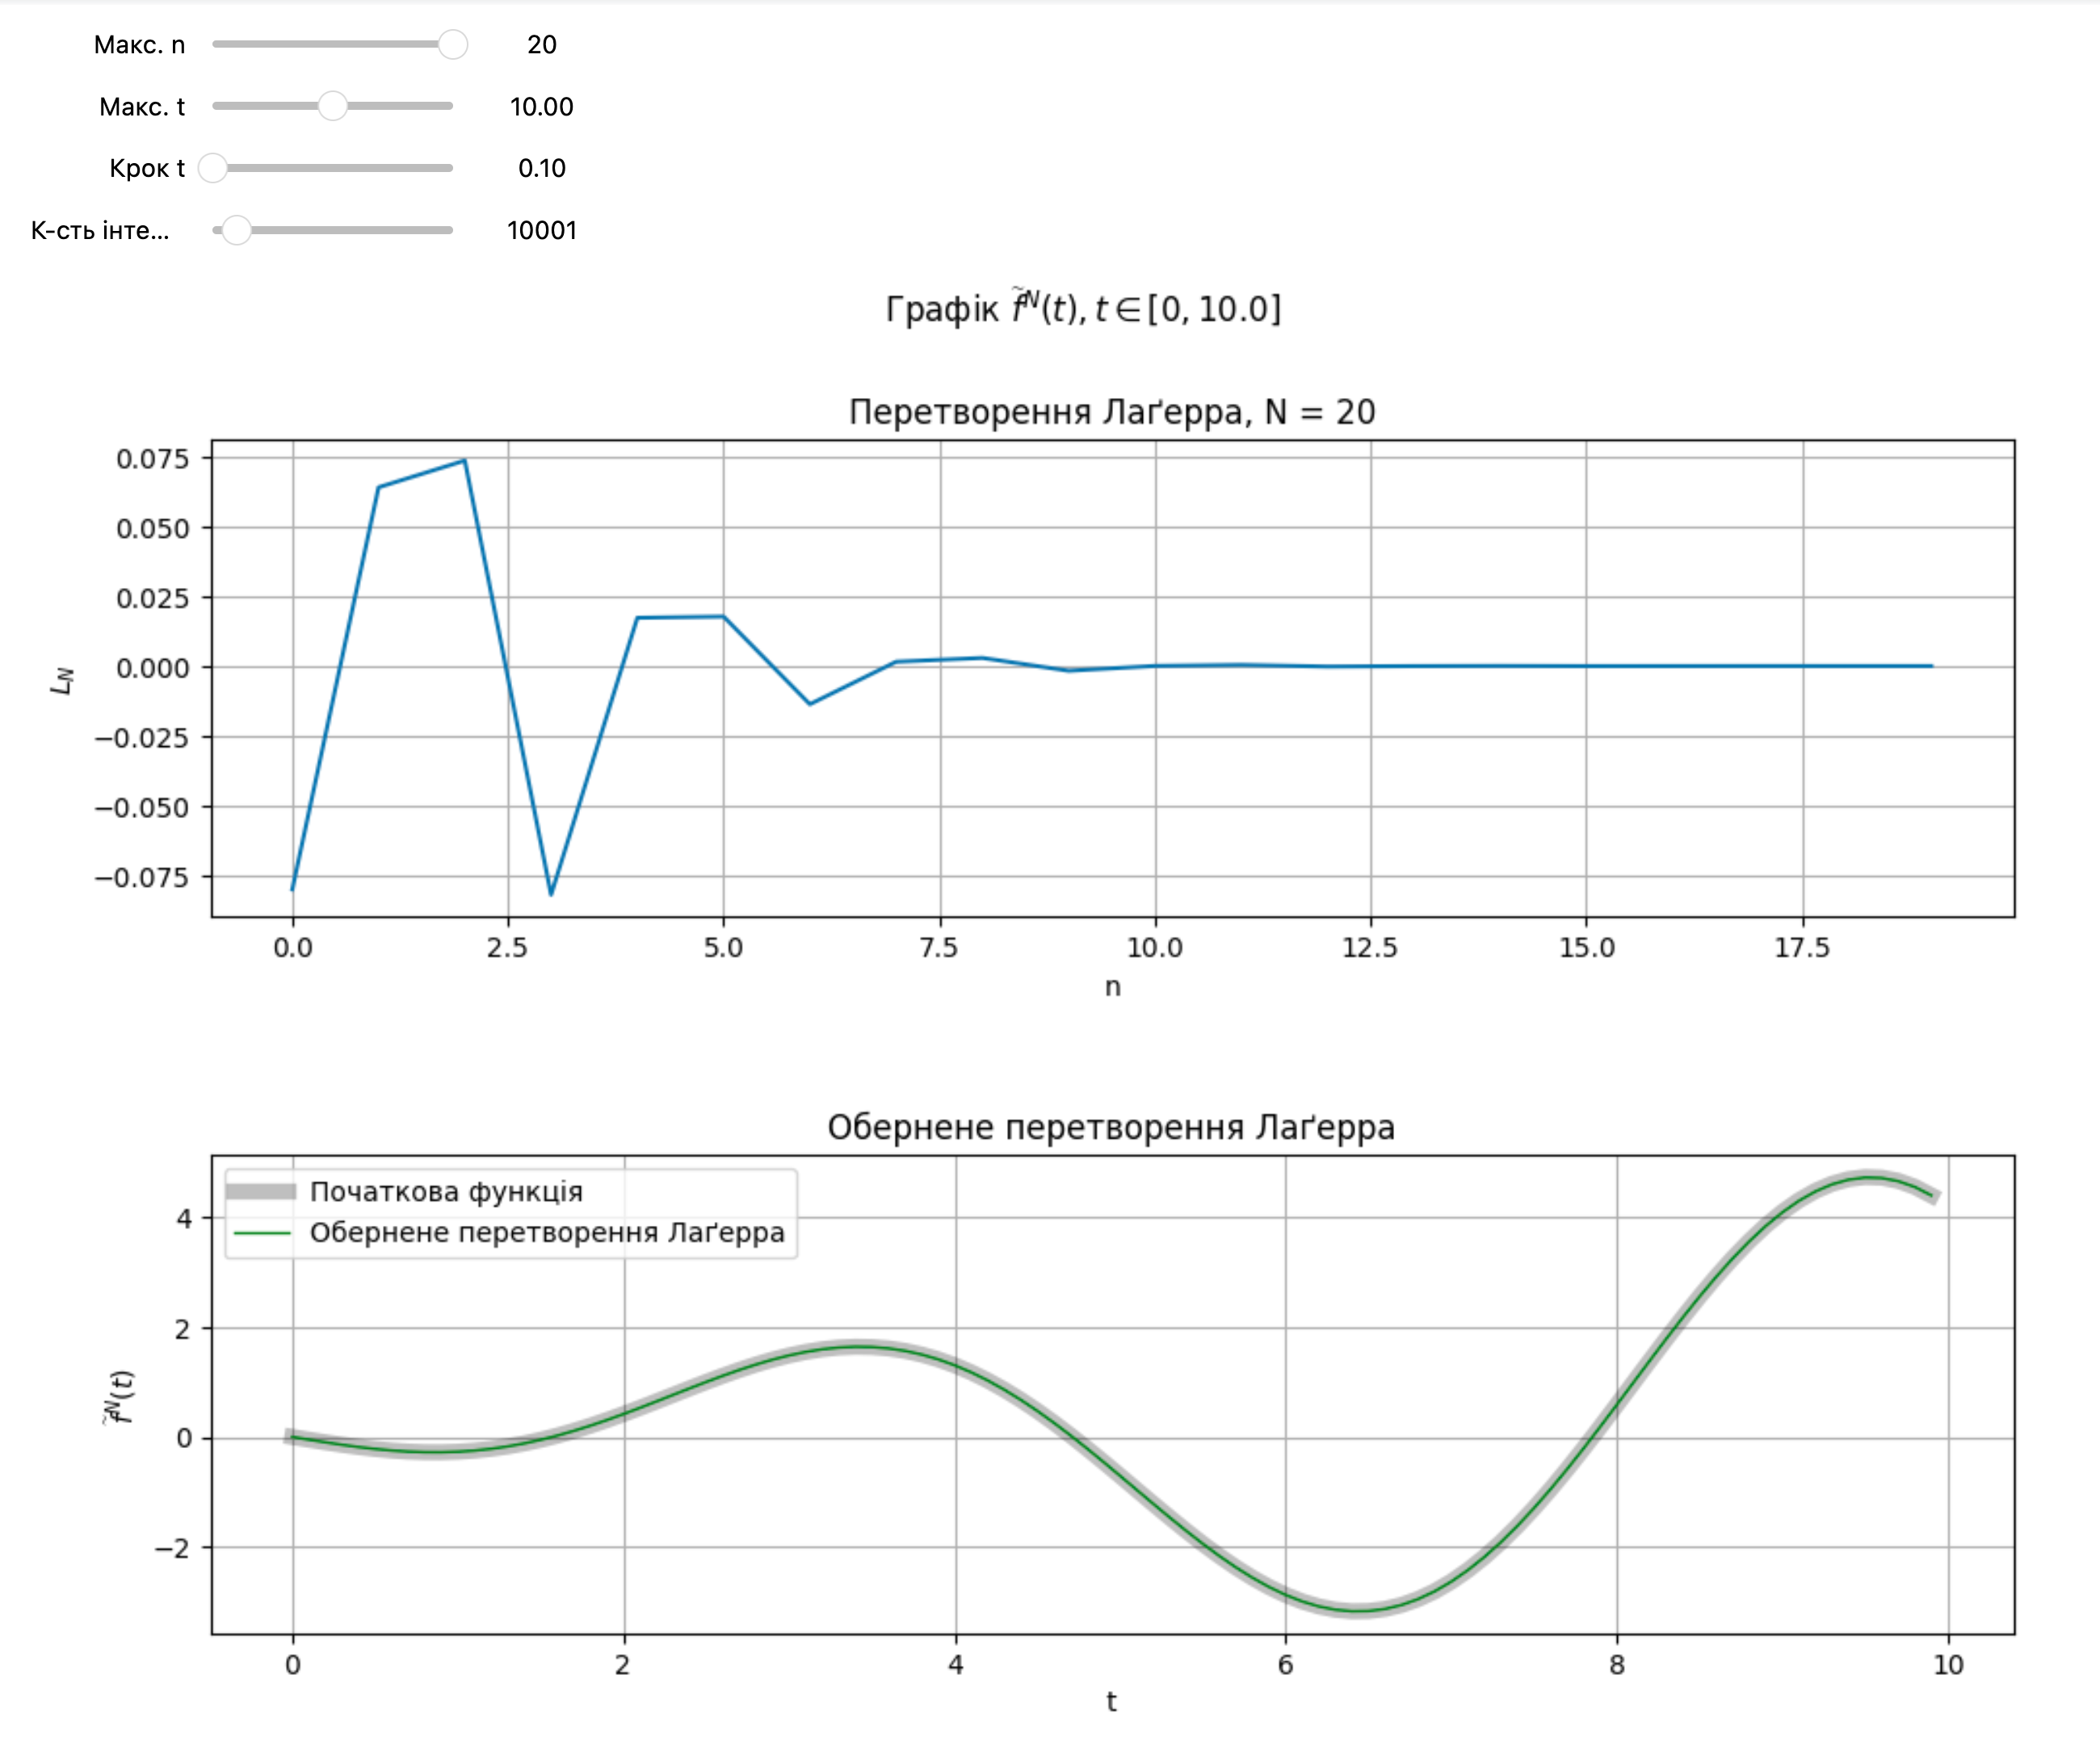 Макс. n 20
Макс. t 10.00
Крок t 0.10
К-сть інте... 10001
Графік f̃ᴺ(t), t ∈ [0, 10.0]
Перетворення Лаґерра, N = 20
0.075
0.050
0.025
0.000
−0.025
−0.050
−0.075
L_N
0.0 2.5 5.0 7.5 10.0 12.5 15.0 17.5
n
Обернене перетворення Лаґерра
Початкова функція
Обернене перетворення Лаґерра
4
2
0
−2
f̃ᴺ(t)
0 2 4 6 8 10
t